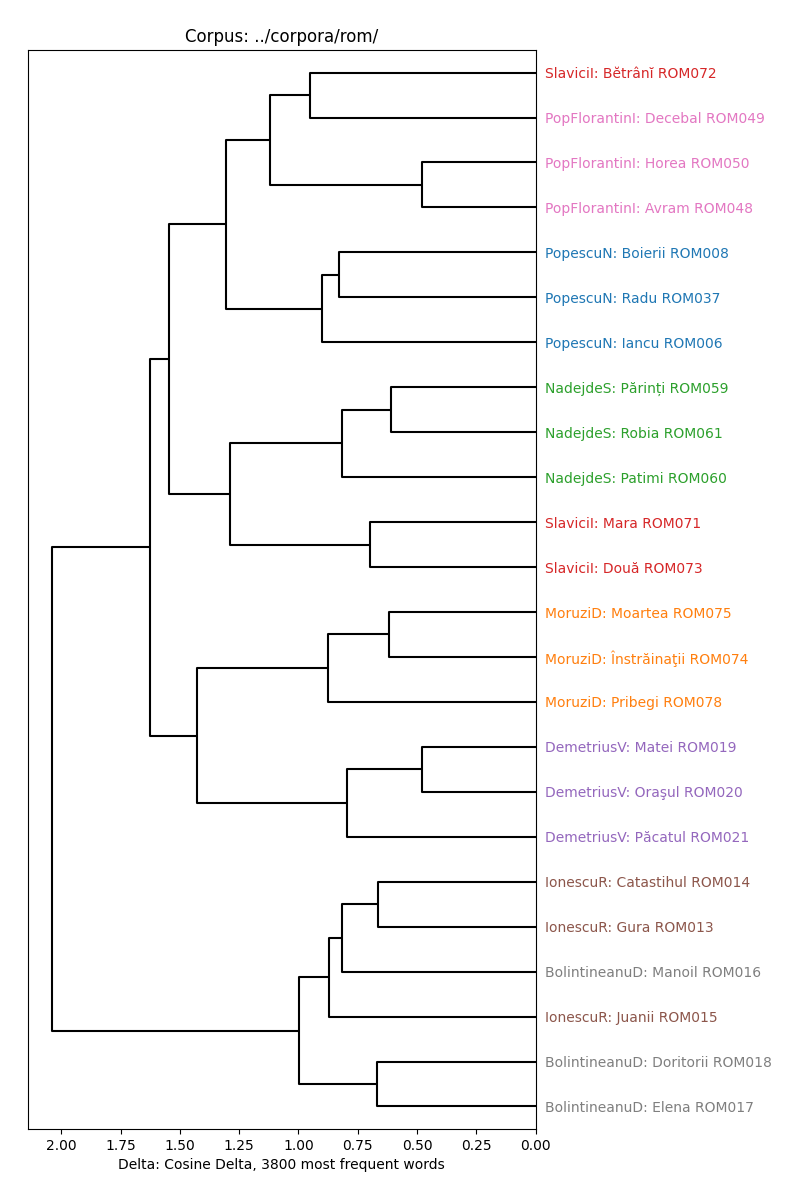 Corpus: ../corpora/rom/
SlaviciI: Bĕtrânĭ ROM072
PopFlorantinI: Decebal ROM049
PopFlorantinI: Horea ROM050
PopFlorantinI: Avram ROM048
PopescuN: Boierii ROM008
PopescuN: Radu ROM037
PopescuN: Iancu ROM006
NadejdeS: Părinți ROM059
NadejdeS: Robia ROM061
NadejdeS: Patimi ROM060
SlaviciI: Mara ROM071
SlaviciI: Două ROM073
MoruziD: Moartea ROM075
MoruziD: Înstrăinaţii ROM074
MoruziD: Pribegi ROM078
DemetriusV: Matei ROM019
DemetriusV: Oraşul ROM020
DemetriusV: Păcatul ROM021
IonescuR: Catastihul ROM014
IonescuR: Gura ROM013
BolintineanuD: Manoil ROM016
IonescuR: Juanii ROM015
BolintineanuD: Doritorii ROM018
BolintineanuD: Elena ROM017
2.00 1.75 1.50 1.25 1.00 0.75 0.50 0.25 0.00
Delta: Cosine Delta, 3800 most frequent words